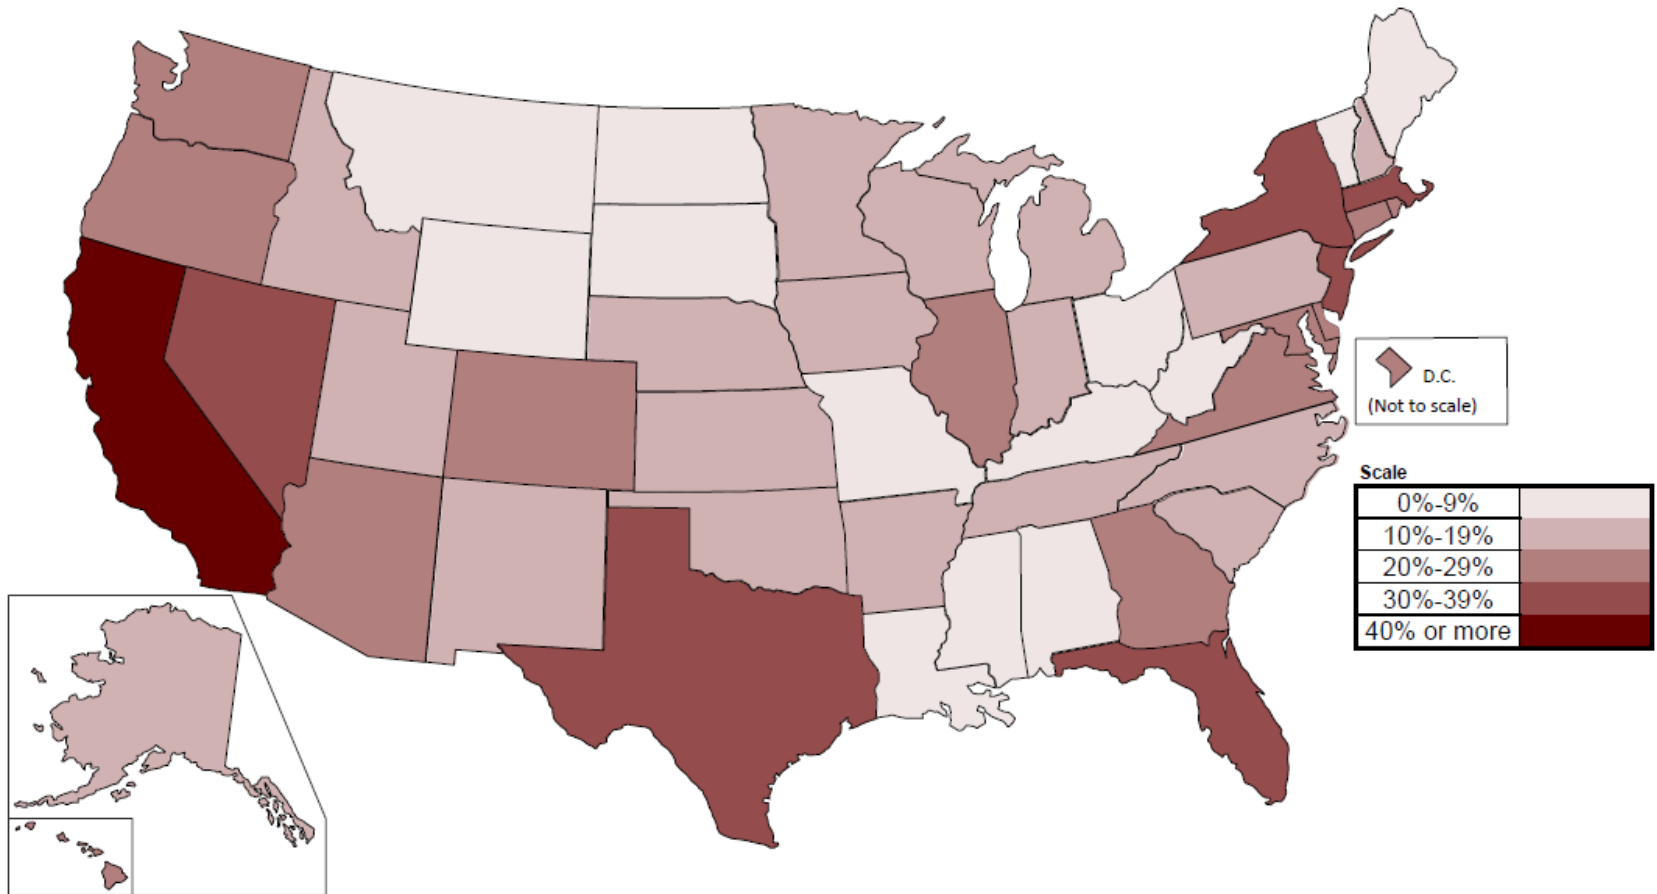 D.C.
(Not to scale)
Scale
0%-9%
10%-19%
20%-29%
30%-39%
40% or more